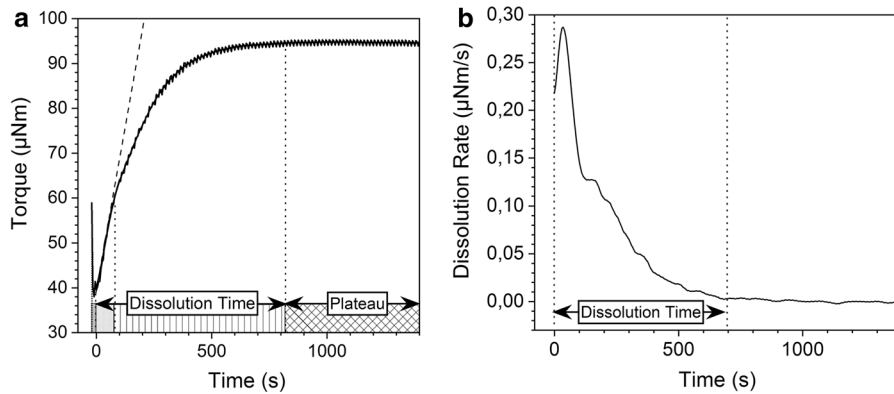 a
100
90
80
70
60
50
40
30
Torque (µNm)
Dissolution Time
Plateau
0
500
1000
Time (s)
b
0,30
0,25
0,20
0,15
0,10
0,05
0,00
Dissolution Rate (µNm/s)
Dissolution Time
0
500
1000
Time (s)